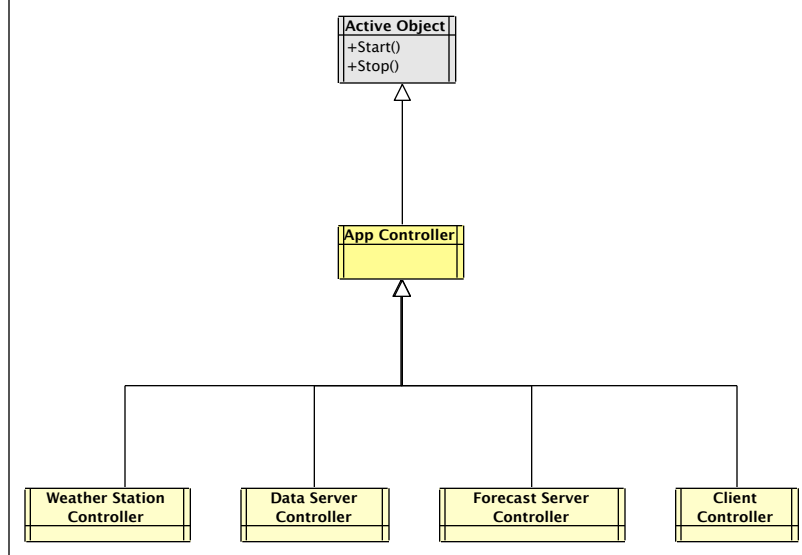 Active Object
+Start()
+Stop()
App Controller
Weather Station
Controller
Data Server
Controller
Forecast Server
Controller
Client
Controller